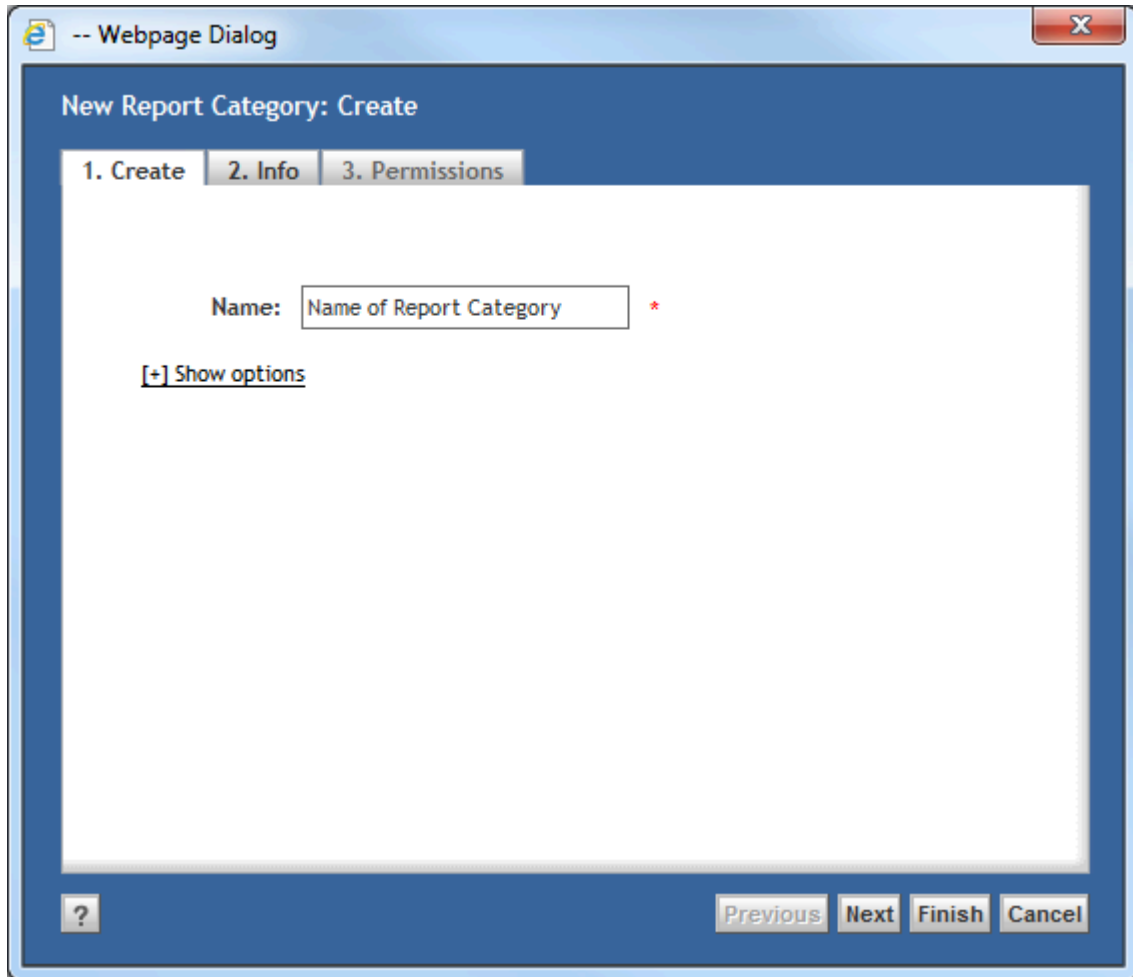 -- Webpage Dialog
X
New Report Category: Create
1. Create 2. Info 3. Permissions
Name: Name of Report Category *
[+] Show options
? Previous Next Finish Cancel